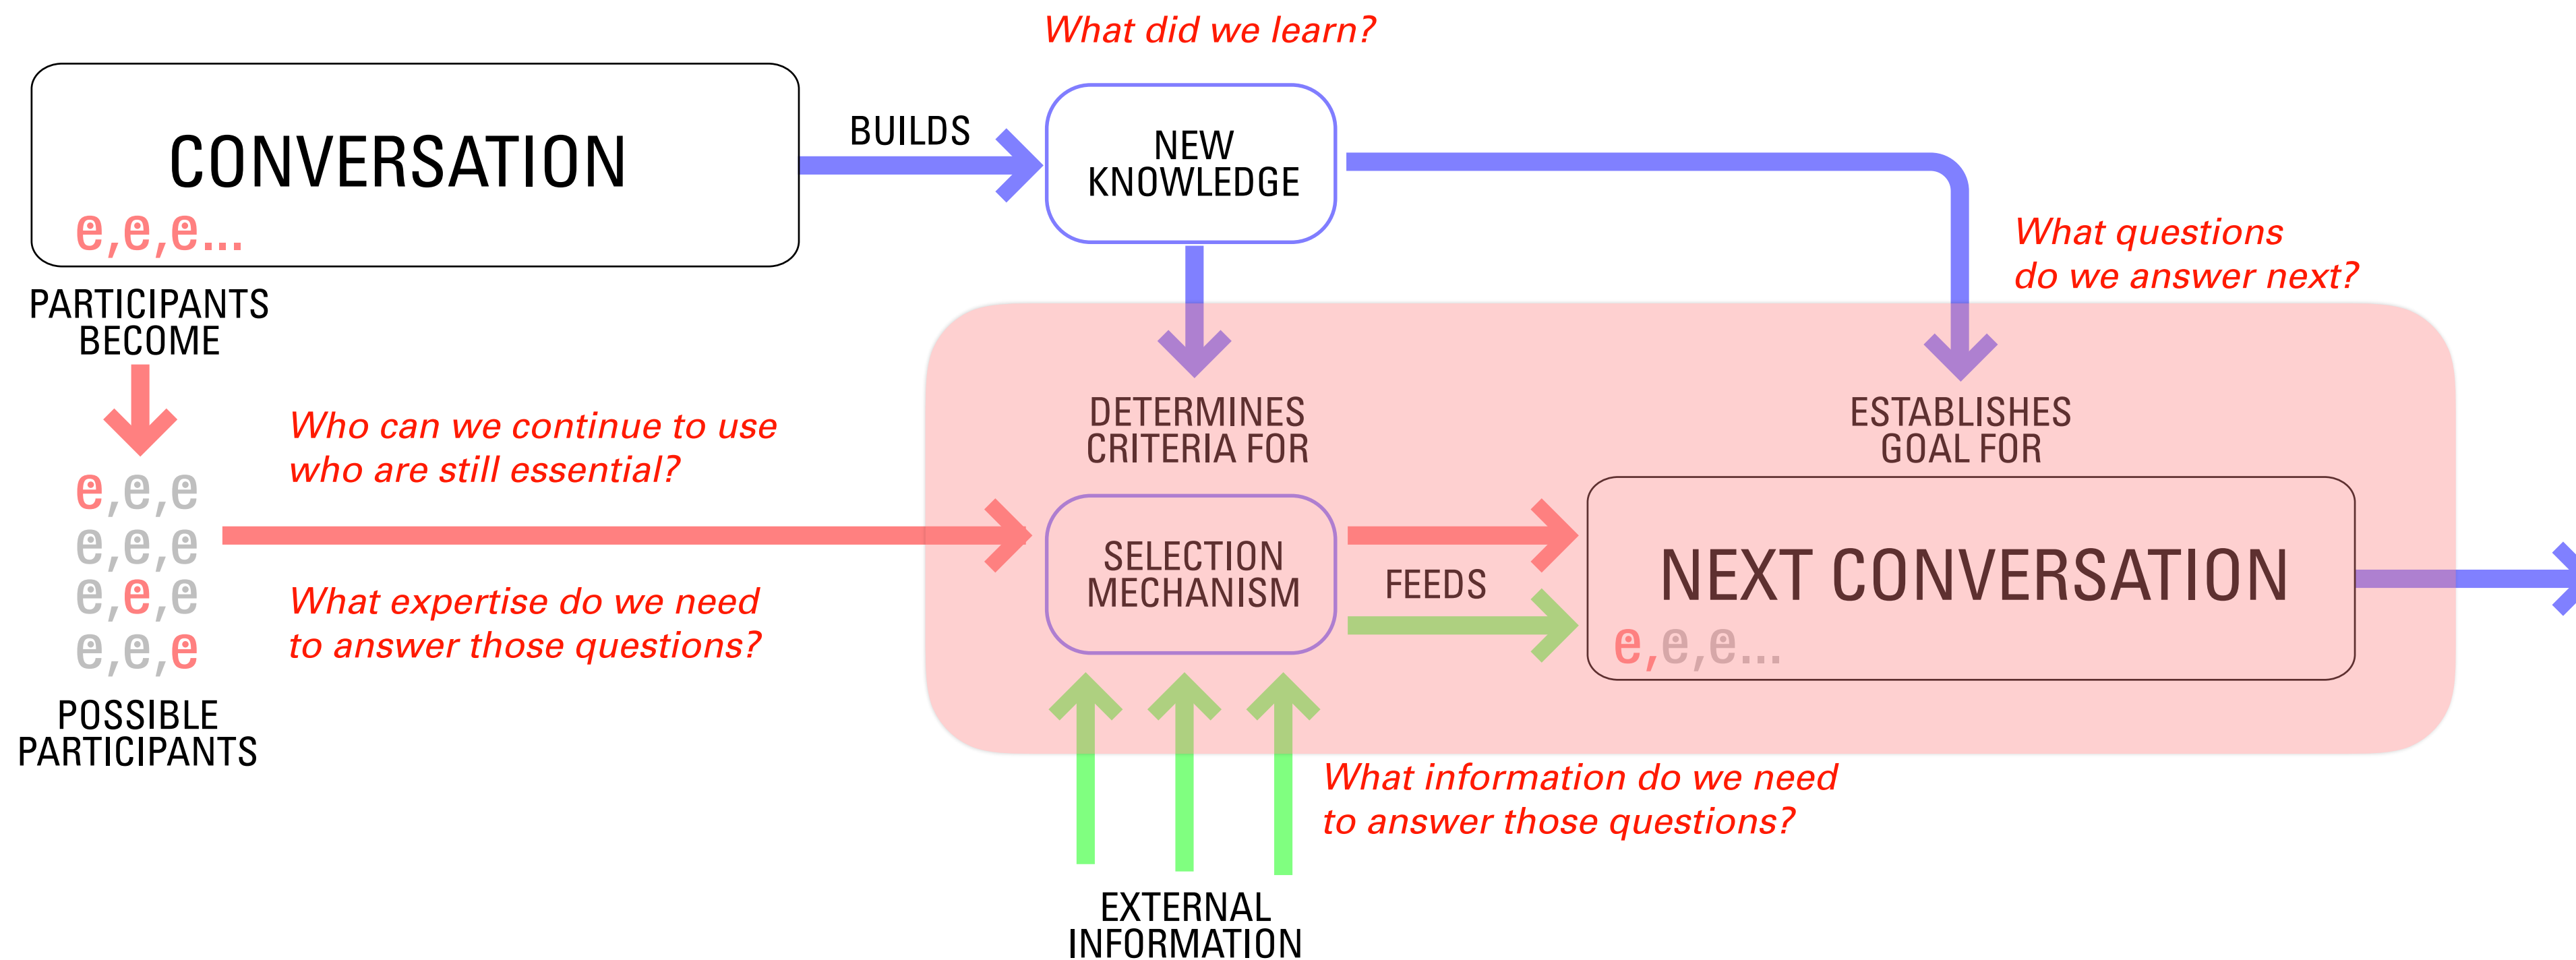 What did we learn?
CONVERSATION
e,e,e...
BUILDS
NEW
KNOWLEDGE
What questions
do we answer next?
PARTICIPANTS
BECOME
Who can we continue to use
who are still essential?
DETERMINES
CRITERIA FOR
ESTABLISHES
GOAL FOR
e,e,e
e,e,e
e,e,e
e,e,e
What expertise do we need
to answer those questions?
SELECTION
MECHANISM
FEEDS
NEXT CONVERSATION
e,e,e...
POSSIBLE
PARTICIPANTS
What information do we need
to answer those questions?
EXTERNAL
INFORMATION